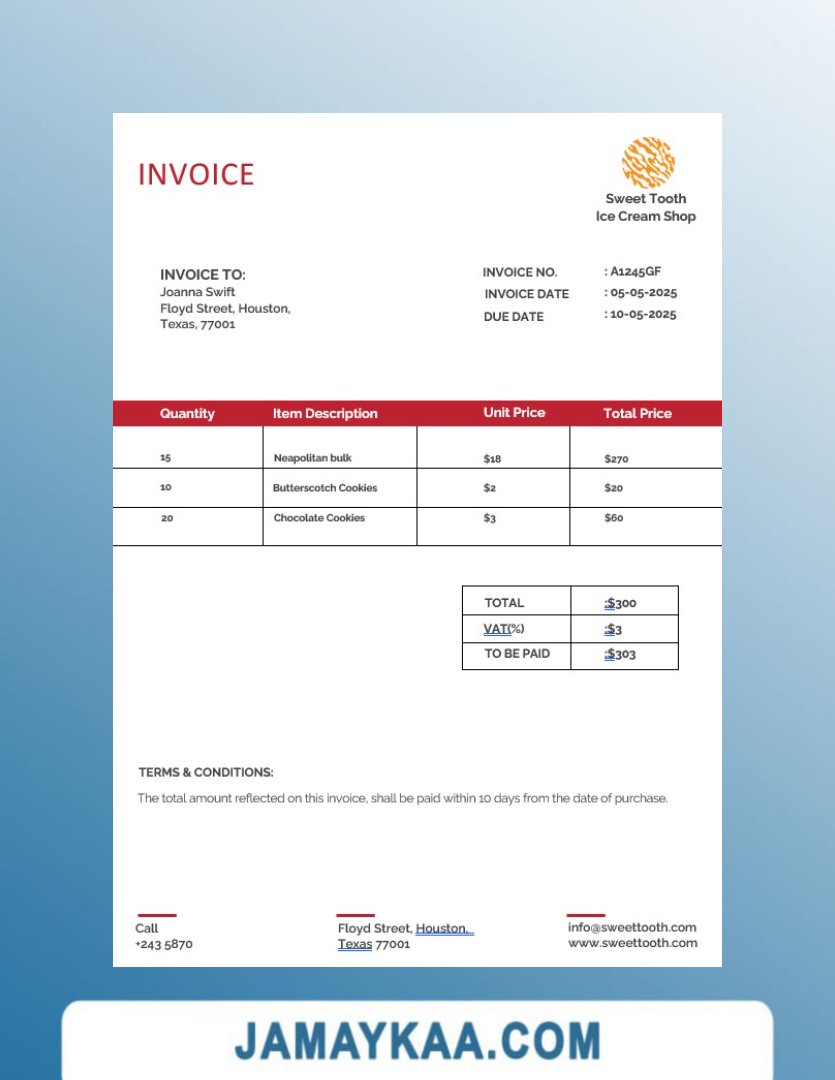 INVOICE
Sweet Tooth
Ice Cream Shop
INVOICE TO:
Joanna Swift
Floyd Street, Houston,
Texas, 77001
INVOICE NO. : A1245GF
INVOICE DATE : 05-05-2025
DUE DATE : 10-05-2025
Quantity Item Description Unit Price Total Price
15 Neapolitan bulk $18 $270
10 Butterscotch Cookies $2 $20
20 Chocolate Cookies $3 $60
TOTAL :$300
VAT(%) :$3
TO BE PAID :$303
TERMS & CONDITIONS:
The total amount reflected on this invoice, shall be paid within 10 days from the date of purchase.
Call
+243 5870
Floyd Street, Houston,
Texas 77001
info@sweettooth.com
www.sweettooth.com
JAMAYKAA.COM